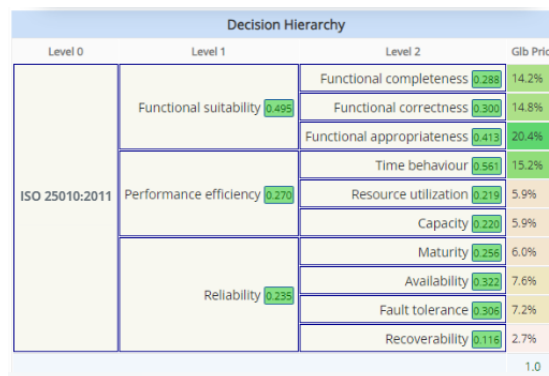 Decision Hierarchy
Level 0 Level 1 Level 2 Glb Prio
ISO 25010:2011
Functional suitability 0.495
Functional completeness 0.288 14.2%
Functional correctness 0.300 14.8%
Functional appropriateness 0.413 20.4%
Performance efficiency 0.270
Time behaviour 0.561 15.2%
Resource utilization 0.219 5.9%
Capacity 0.220 5.9%
Reliability 0.235
Maturity 0.256 6.0%
Availability 0.322 7.6%
Fault tolerance 0.306 7.2%
Recoverability 0.116 2.7%
1.0